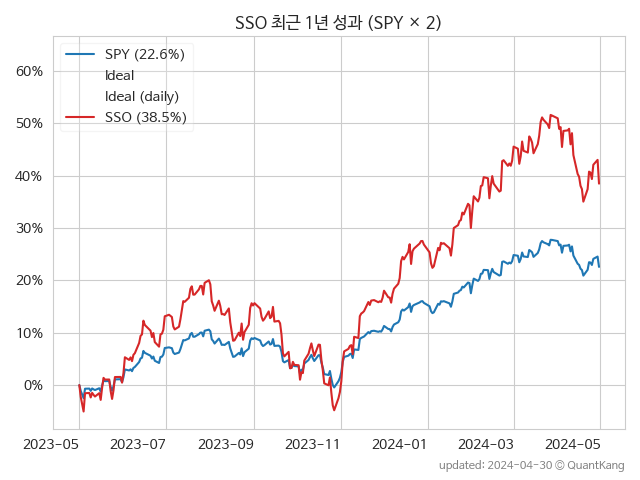 SSO 최근 1년 성과 (SPY × 2)
SPY (22.6%)
Ideal
Ideal (daily)
SSO (38.5%)
60%
50%
40%
30%
20%
10%
0%
2023-05 2023-07 2023-09 2023-11 2024-01 2024-03 2024-05
updated: 2024-04-30 © QuantKang